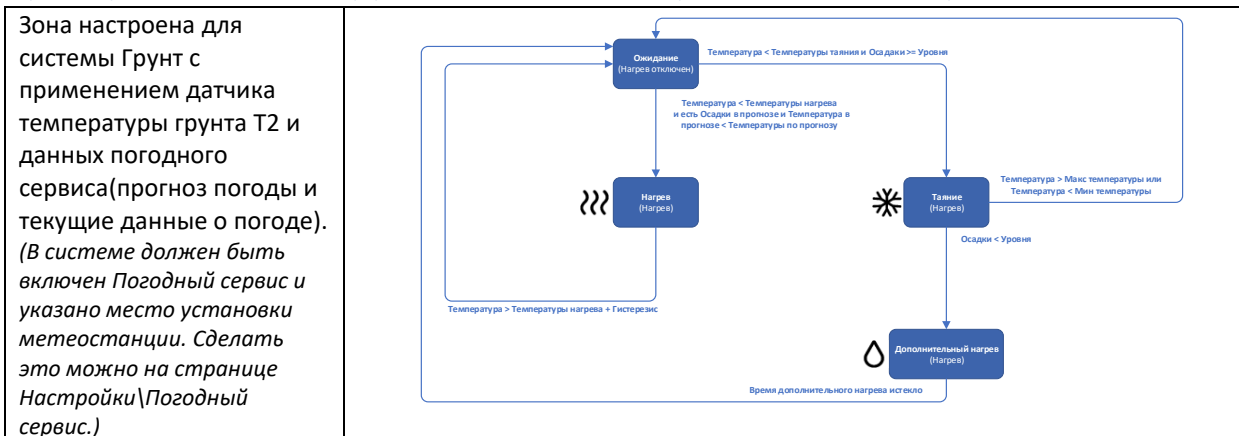 Зона настроена для
системы Грунт с
применением датчика
температуры грунта T2 и
данных погодного
сервиса(прогноз погоды и
текущие данные о погоде).
(В системе должен быть
включен Погодный сервис и
указано место установки
метеостанции. Сделать
это можно на странице
Настройки\Погодный
сервис.)
Ожидание
(Нагрев отключен)
Температура < Температуры таяния и Осадаки >= Уровня
Температура < Температуры нагрева
и есть Осадки в прогнозе и Температура в
прогнозе < Температуры по прогнозу
Нагрев
(Нагрев)
Таяние
(Нагрев)
Температура > Макс температуры или
Температура < Мин температуры
Осадки < Уровня
Температура > Температуры нагрева + Гистерезис
Дополнительный нагрев
(Нагрев)
Время дополнительного нагрева истекло